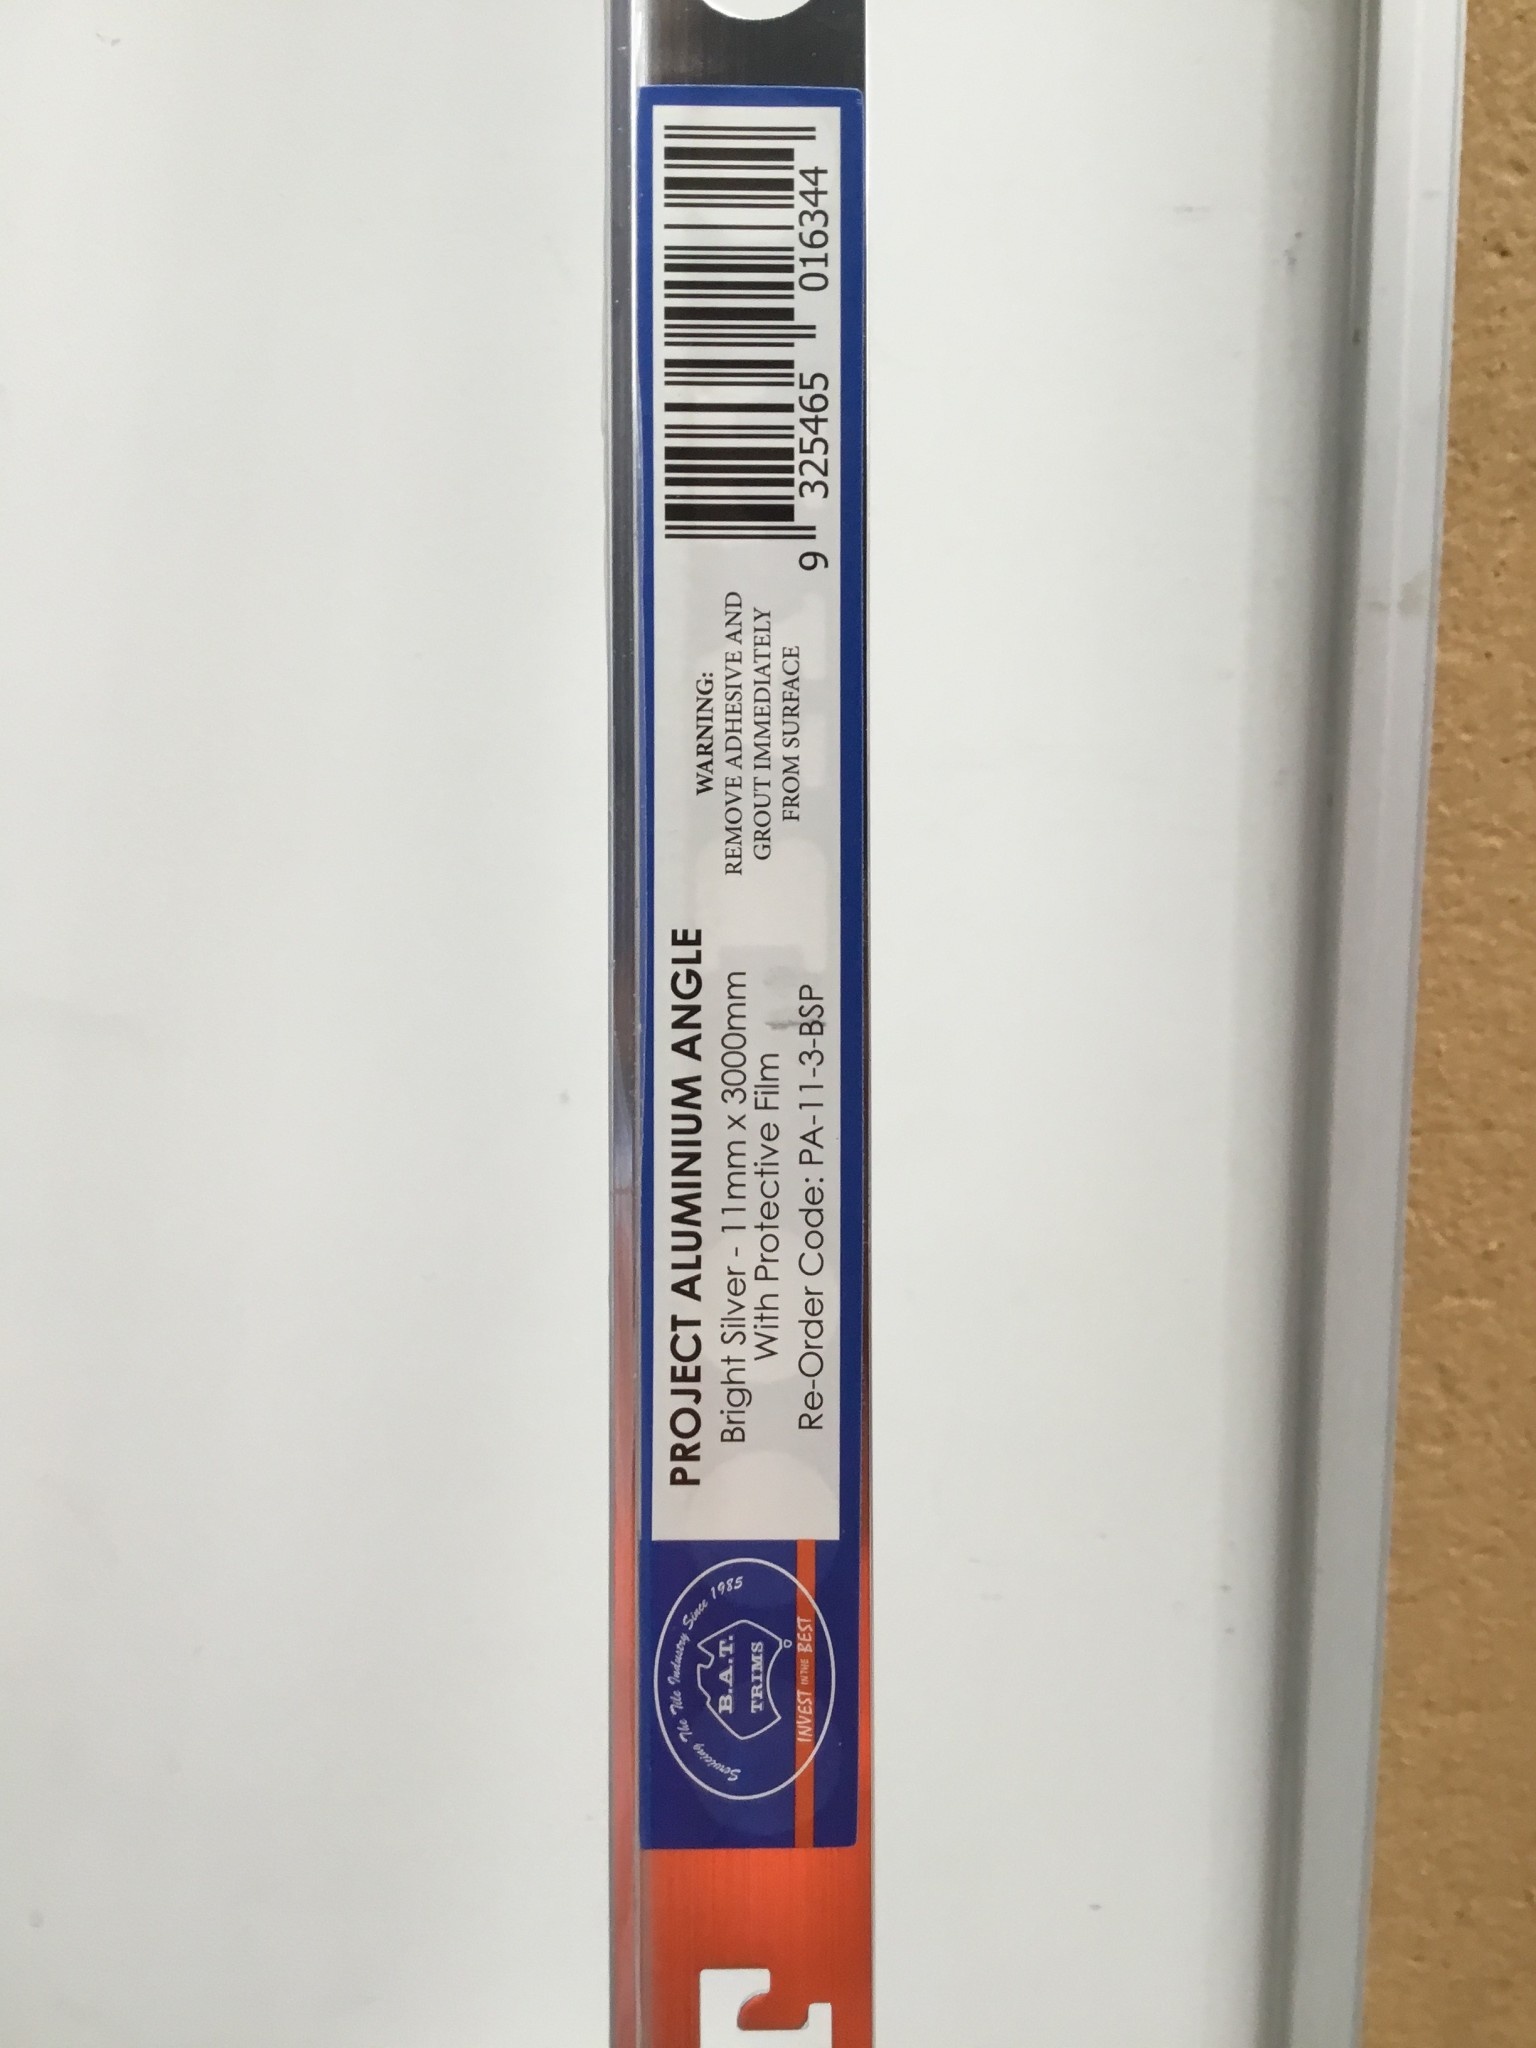 Servicing The Tile Industry Since 1985
B.A.T.
TRIMS
INVEST IN THE BEST
PROJECT ALUMINIUM ANGLE
Bright Silver - 11mm x 3000mm
With Protective Film
Re-Order Code: PA-11-3-BSP
WARNING:
REMOVE ADHESIVE AND
GROUT IMMEDIATELY
FROM SURFACE
9 325465 016344